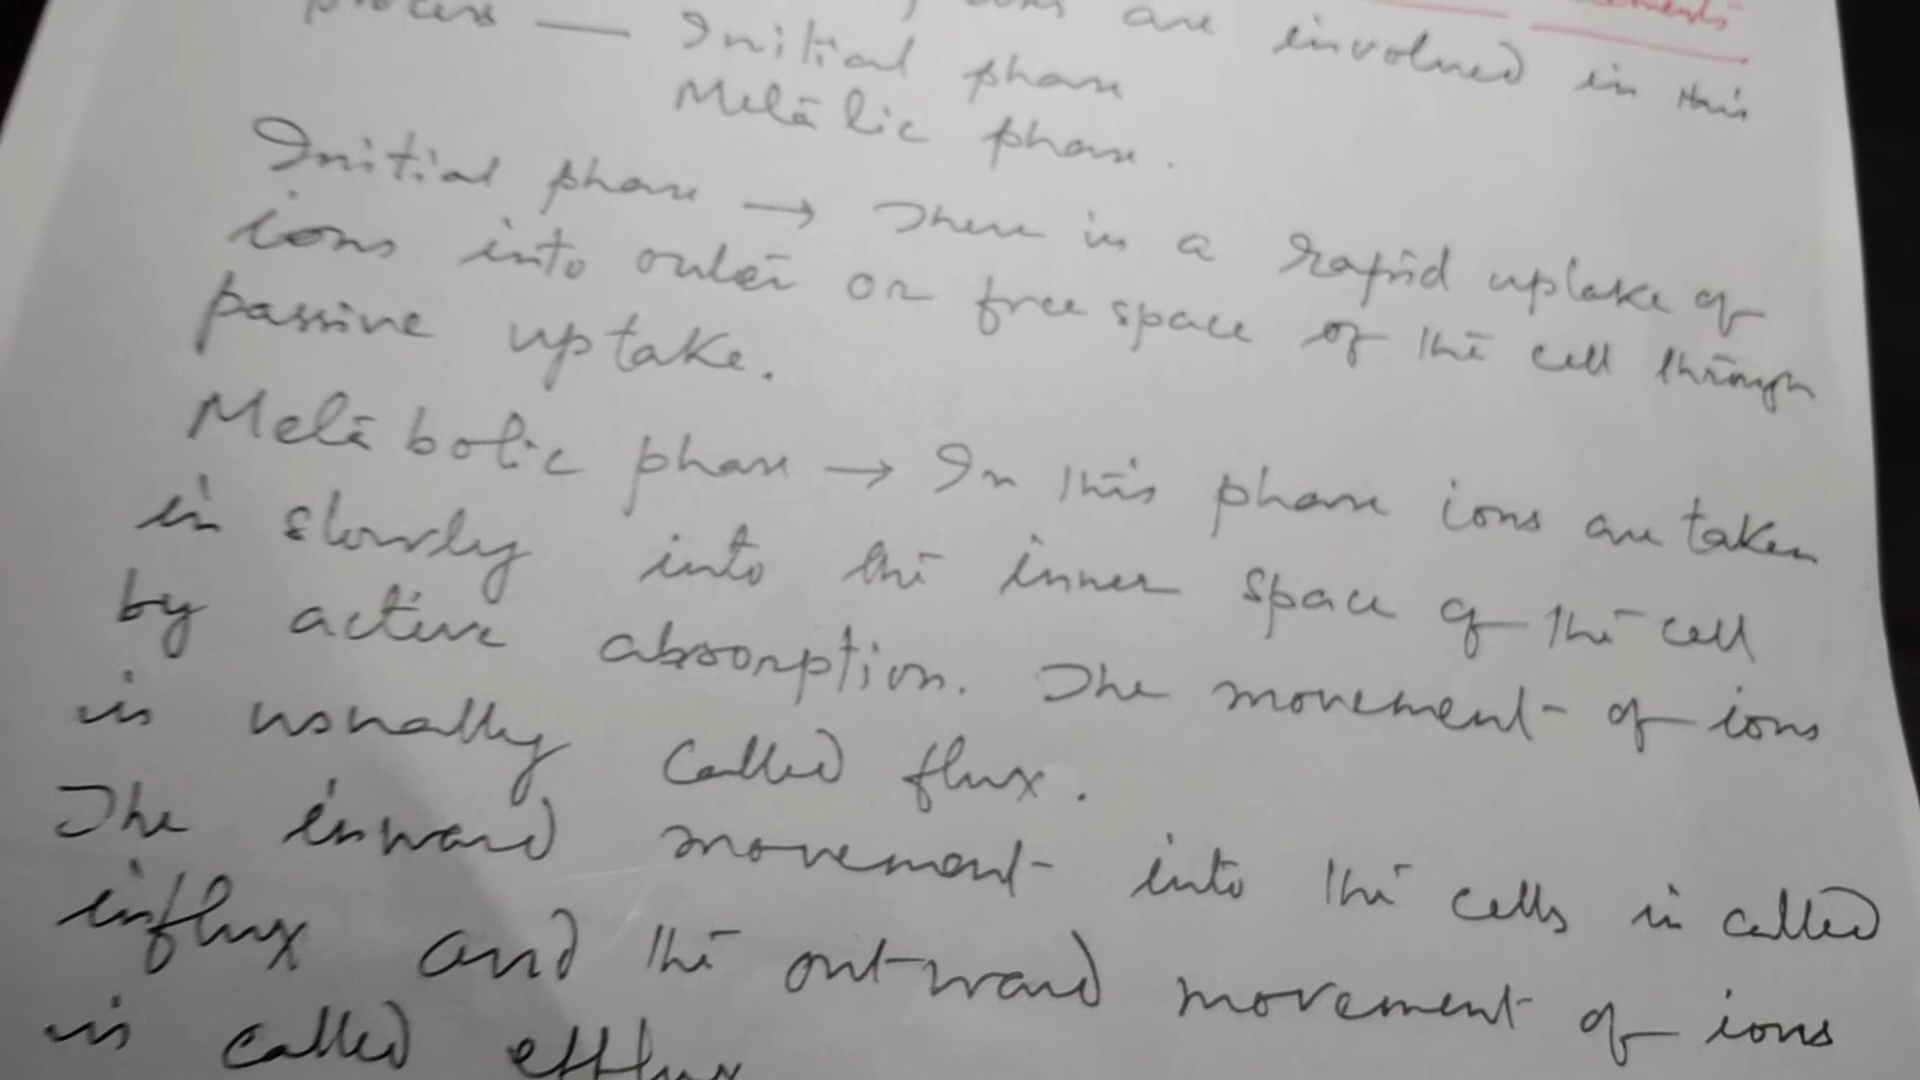 ements
are involved in this
process — Initial phase
Metalic phase.
Initial phase → There is a rapid uptake of
ions into outer or free space of the cell through
passive uptake.
Metabolic phase → In this phase ions are taken
in slowly into the inner space of the cell
by active absorption. The movement of ions
is usually called flux.
The inward movement into the cells is called
influx and the outward movement of ions
is called efflux